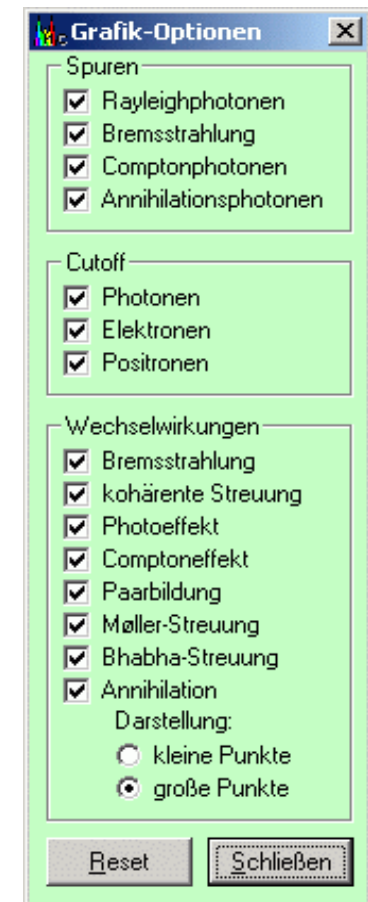 Grafik-Optionen
Spuren
Rayleighphotonen
Bremsstrahlung
Comptonphotonen
Annihilationsphotonen
Cutoff
Photonen
Elektronen
Positronen
Wechselwirkungen
Bremsstrahlung
kohärente Streuung
Photoeffekt
Comptoneffekt
Paarbildung
Møller-Streuung
Bhabha-Streuung
Annihilation
Darstellung:
kleine Punkte
große Punkte
Reset Schließen